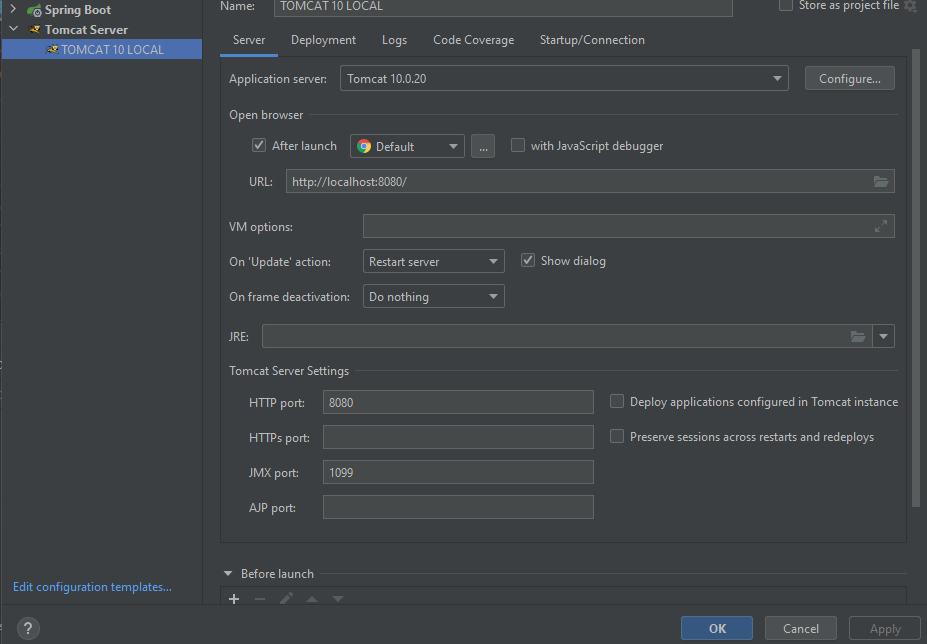 Spring Boot
Tomcat Server
TOMCAT 10 LOCAL
Name: TOMCAT 10 LOCAL Store as project file
Server Deployment Logs Code Coverage Startup/Connection
Application server: Tomcat 10.0.20 Configure...
Open browser
After launch Default ... with JavaScript debugger
URL: http://localhost:8080/
VM options:
On 'Update' action: Restart server Show dialog
On frame deactivation: Do nothing
JRE:
Tomcat Server Settings
HTTP port: 8080 Deploy applications configured in Tomcat instance
HTTPs port: Preserve sessions across restarts and redeploys
JMX port: 1099
AJP port:
Before launch
Edit configuration templates...
? OK Cancel Apply